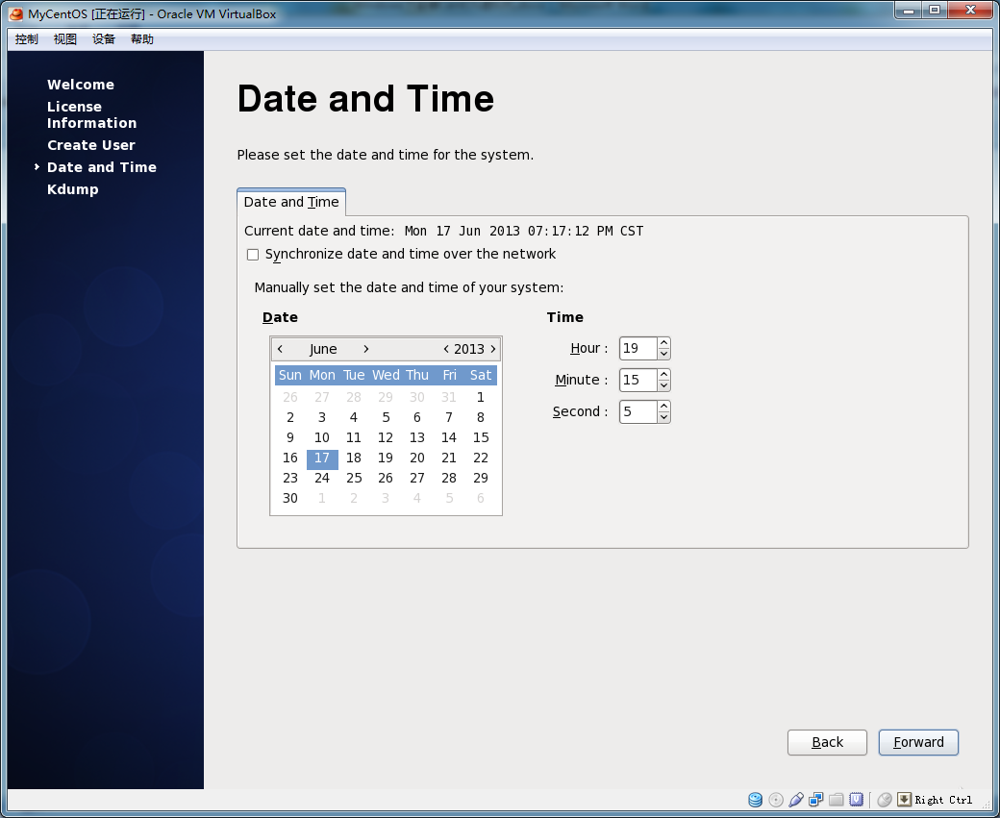 MyCentOS [正在运行] - Oracle VM VirtualBox
控制 视图 设备 帮助
Welcome
License
Information
Create User
Date and Time
Kdump
Date and Time
Please set the date and time for the system.
Date and Time
Current date and time: Mon 17 Jun 2013 07:17:12 PM CST
Synchronize date and time over the network
Manually set the date and time of your system:
Date
< June > < 2013 >
Sun Mon Tue Wed Thu Fri Sat
26 27 28 29 30 31 1
2 3 4 5 6 7 8
9 10 11 12 13 14 15
16 17 18 19 20 21 22
23 24 25 26 27 28 29
30 1 2 3 4 5 6
Time
Hour : 19
Minute : 15
Second : 5
Back Forward
Right Ctrl